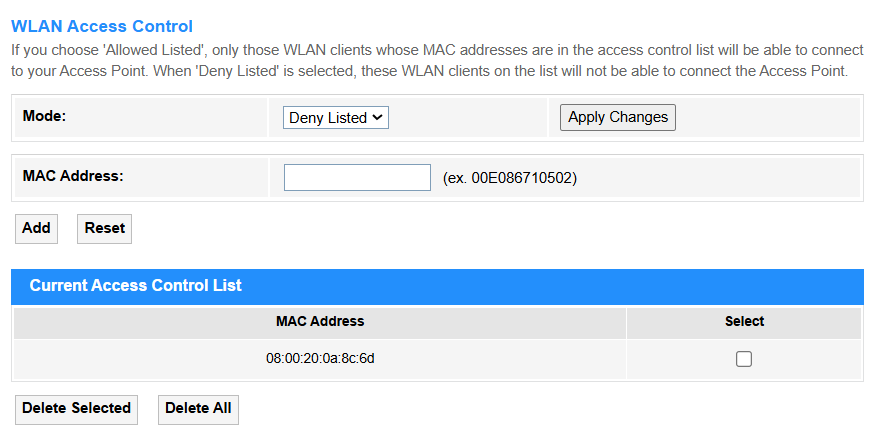 WLAN Access Control
If you choose 'Allowed Listed', only those WLAN clients whose MAC addresses are in the access control list will be able to connect
to your Access Point. When 'Deny Listed' is selected, these WLAN clients on the list will not be able to connect the Access Point.
Mode: Deny Listed Apply Changes
MAC Address: (ex. 00E086710502)
Add Reset
Current Access Control List
MAC Address Select
08:00:20:0a:8c:6d
Delete Selected Delete All